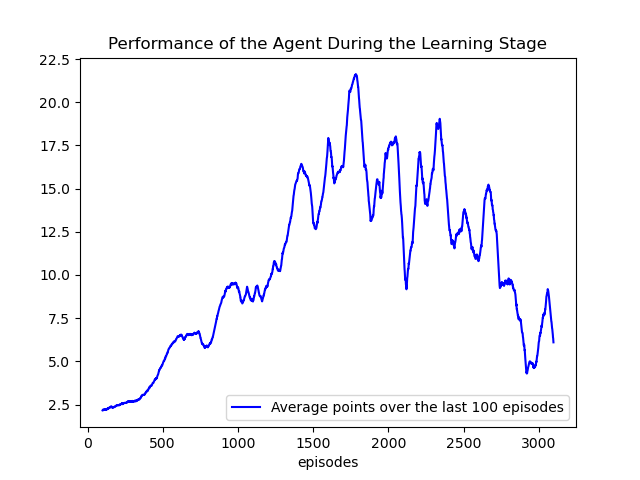 Performance of the Agent During the Learning Stage
22.5
20.0
17.5
15.0
12.5
10.0
7.5
5.0
2.5
Average points over the last 100 episodes
0 500 1000 1500 2000 2500 3000
episodes